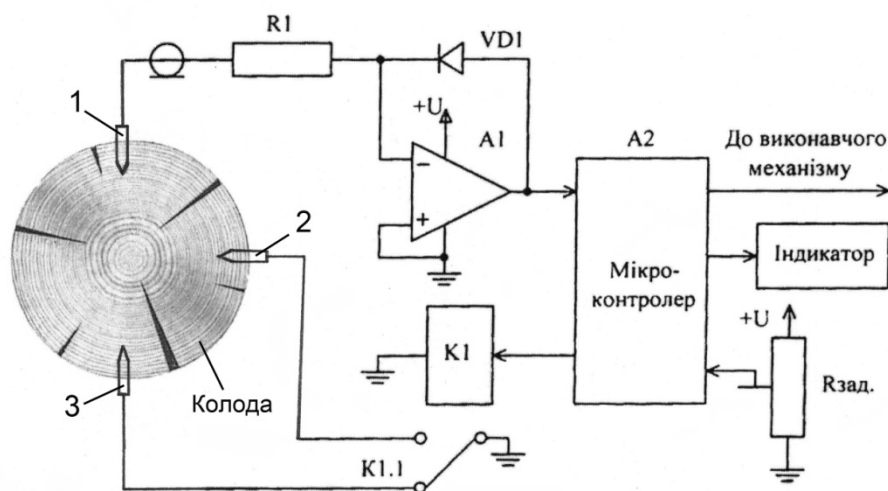 R1
VD1
1
+U
A1
A2
До виконавчого
механізму
−
+
2
Мікро-
контролер
Індикатор
+U
K1
Rзад.
3
Колода
K1.1